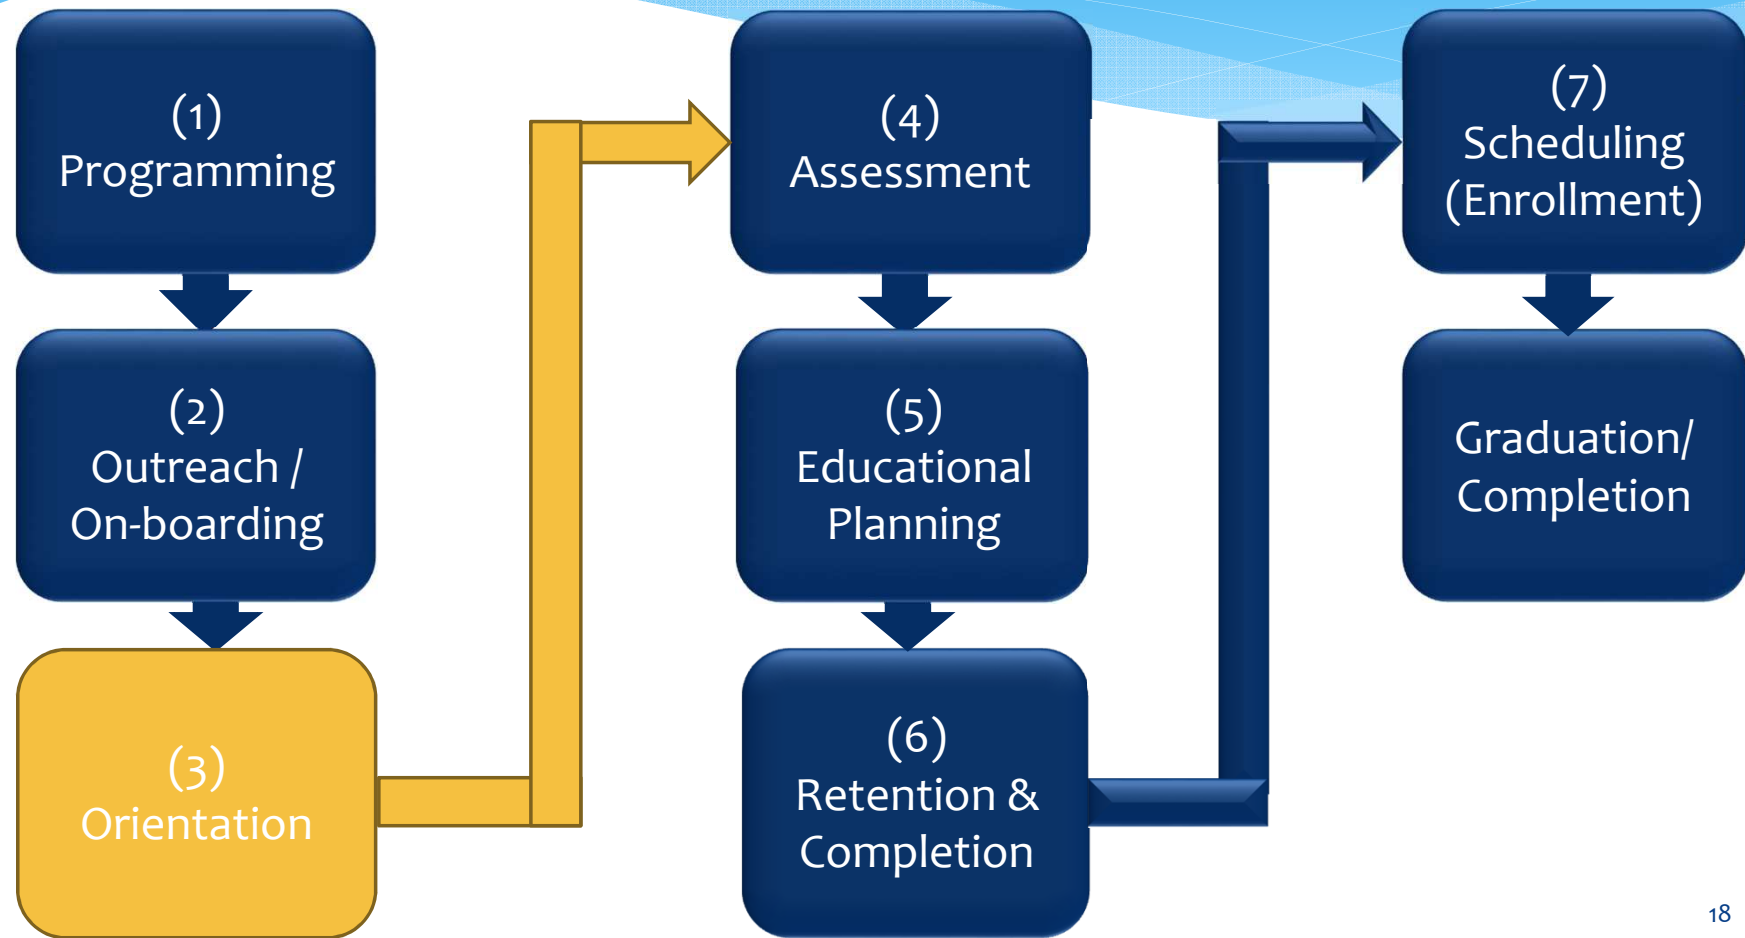 (1)
Programming
(2)
Outreach /
On-boarding
(3)
Orientation
(4)
Assessment
(5)
Educational
Planning
(6)
Retention &
Completion
(7)
Scheduling
(Enrollment)
Graduation/
Completion
18